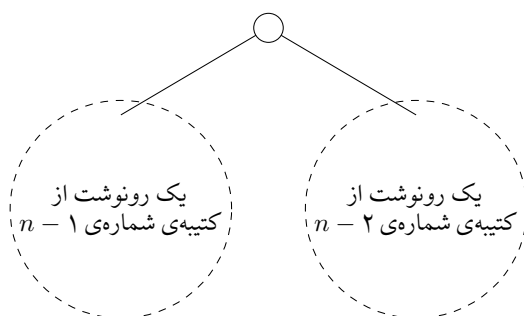 یک رونوشت از
کتیبه‌ی شماره‌ی n − ۲
یک رونوشت از
کتیبه‌ی شماره‌ی n − ۱